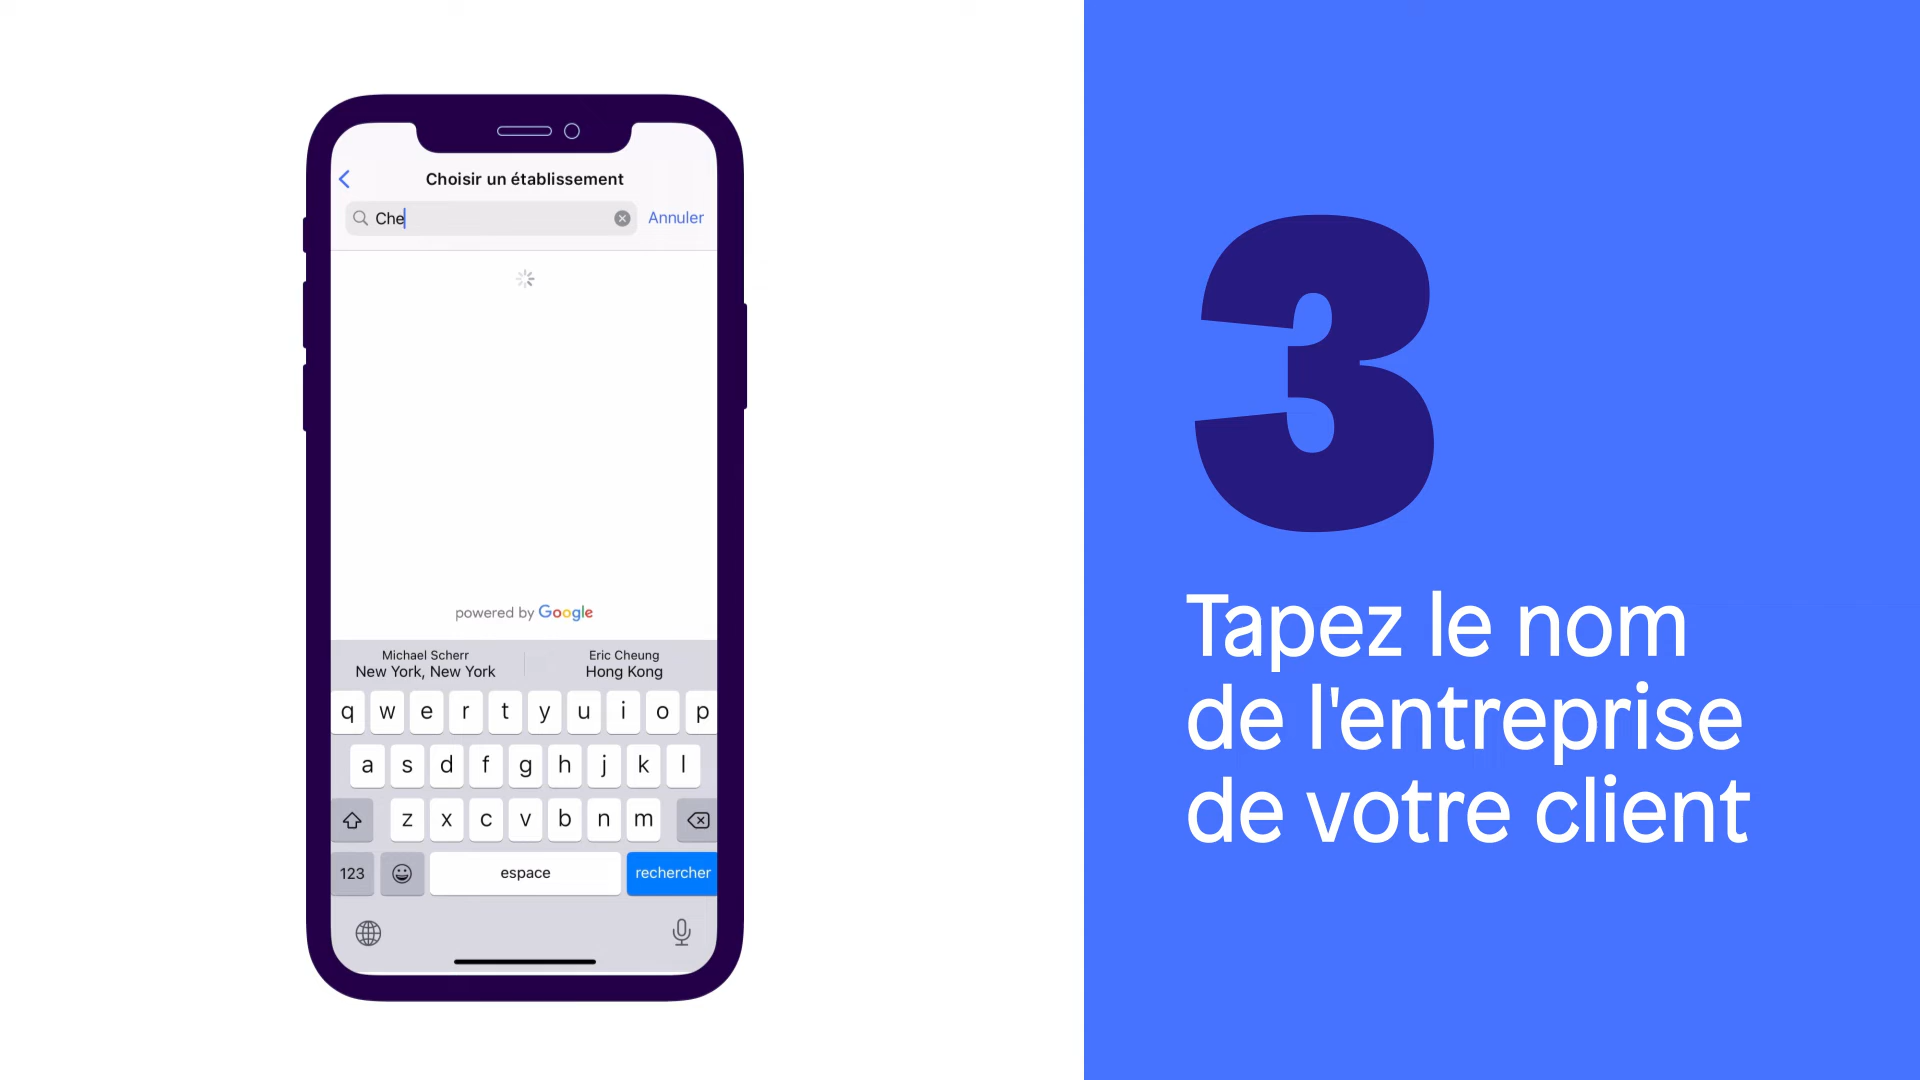 Choisir un établissement
Che
Annuler
powered by Google
Michael Scherr
New York, New York
Eric Cheung
Hong Kong
q w e r t y u i o p
a s d f g h j k l
z x c v b n m
123
espace
rechercher
3
Tapez le nom
de l'entreprise
de votre client